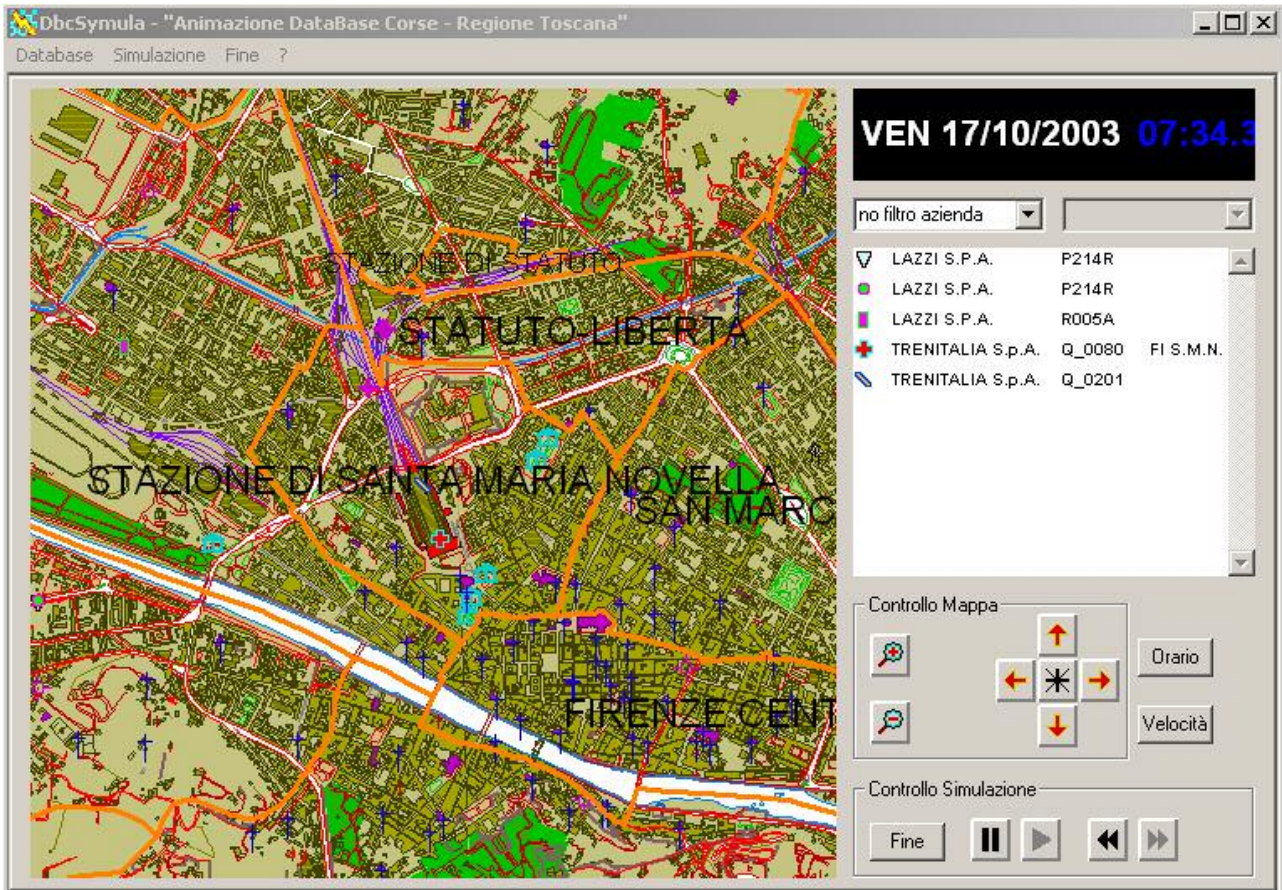 DbcSymula - "Animazione DataBase Corse - Regione Toscana"
Database Simulazione Fine ?
VEN 17/10/2003 07:34.3
no filtro azienda
LAZZI S.P.A. P214R
LAZZI S.P.A. P214R
LAZZI S.P.A. R005A
TRENITALIA S.p.A. Q_0080 FI S.M.N.
TRENITALIA S.p.A. Q_0201
STAZIONE DI STATUTO
STATUTO-LIBERTA
STAZIONE DI SANTA MARIA NOVELLA
SAN MARC
FIRENZE CENT
Controllo Mappa
Orario
Velocità
Controllo Simulazione
Fine